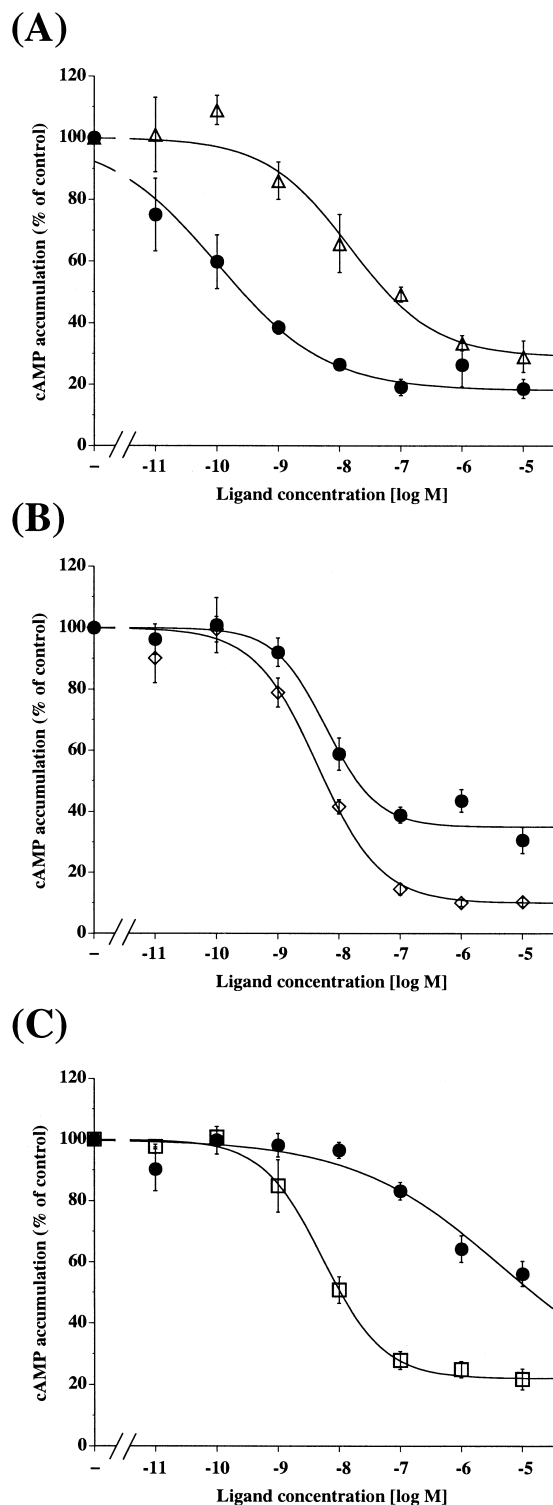 (A)
120
100
80
60
40
20
0
cAMP accumulation (% of control)
– -11 -10 -9 -8 -7 -6 -5
Ligand concentration [log M]
(B)
120
100
80
60
40
20
0
cAMP accumulation (% of control)
– -11 -10 -9 -8 -7 -6 -5
Ligand concentration [log M]
(C)
120
100
80
60
40
20
0
cAMP accumulation (% of control)
– -11 -10 -9 -8 -7 -6 -5
Ligand concentration [log M]